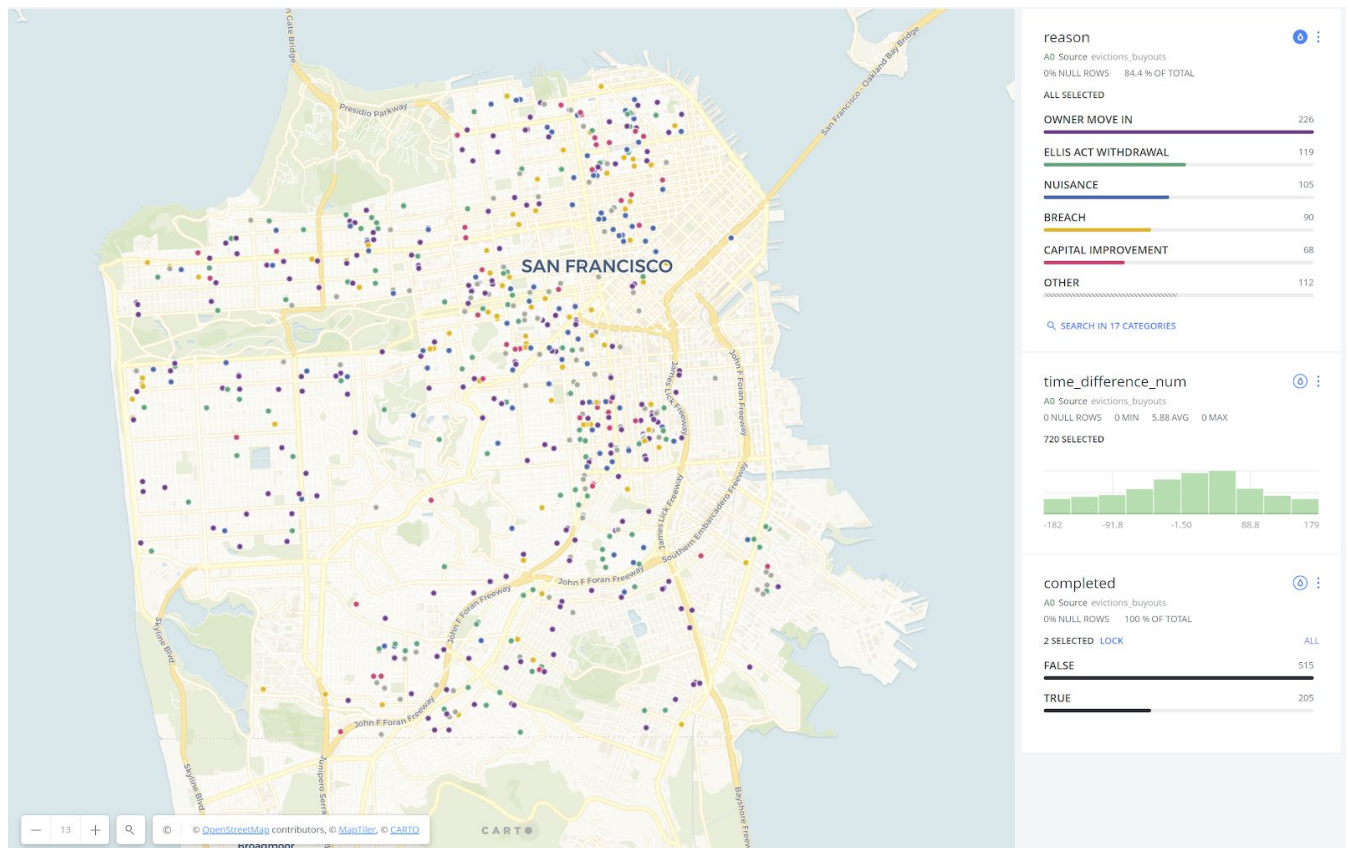 n Gate Bridge
Presidio Parkway
San Francisco - Oakland Bay Bridge
SAN FRANCISCO
James Lick Freeway
John F Foran Freeway
James Lick Freeway
Southern Embarcadero Freeway
John F Foran Freeway
John F Foran Freeway
John F Foran Freeway
Skyline Blvd
Skyline Blvd
Junipero Serra
Bayshore Freew
Broadmoor
13
© © OpenStreetMap contributors, © MapTiler, © CARTO
CARTO
reason
A0 Source evictions_buyouts
0% NULL ROWS 84.4 % OF TOTAL
ALL SELECTED
OWNER MOVE IN 226
ELLIS ACT WITHDRAWAL 119
NUISANCE 105
BREACH 90
CAPITAL IMPROVEMENT 68
OTHER 112
SEARCH IN 17 CATEGORIES
time_difference_num
A0 Source evictions_buyouts
0 NULL ROWS 0 MIN 5.88 AVG 0 MAX
720 SELECTED
-182 -91.8 -1.50 88.8 179
completed
A0 Source evictions_buyouts
0% NULL ROWS 100 % OF TOTAL
2 SELECTED LOCK ALL
FALSE 515
TRUE 205